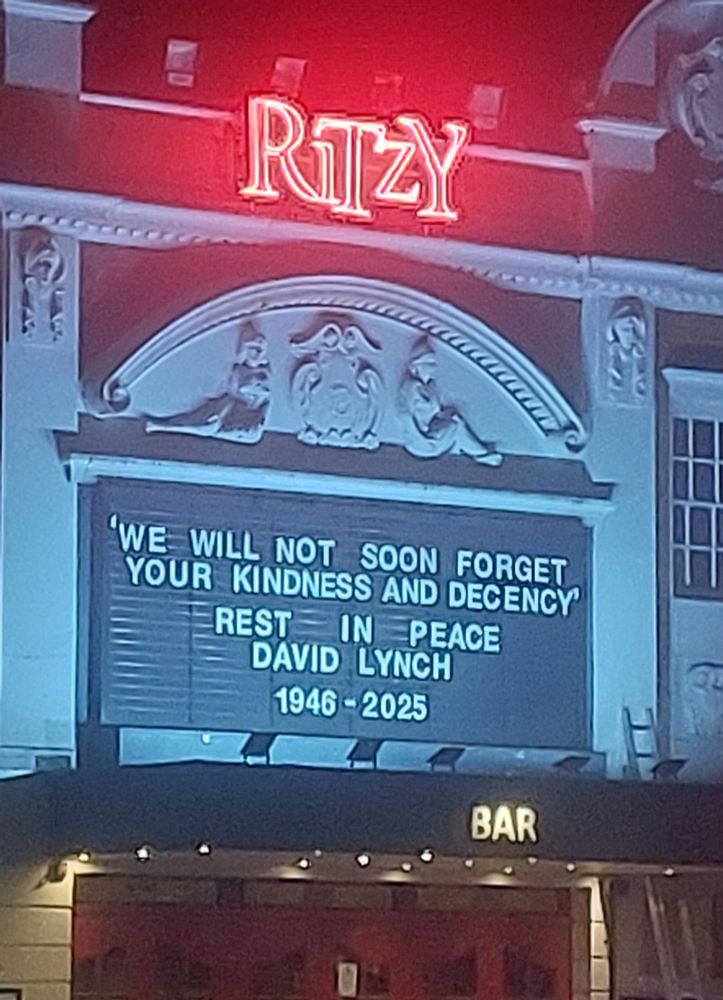 RITZY
'WE WILL NOT SOON FORGET
YOUR KINDNESS AND DECENCY'
REST IN PEACE
DAVID LYNCH
1946 - 2025
BAR